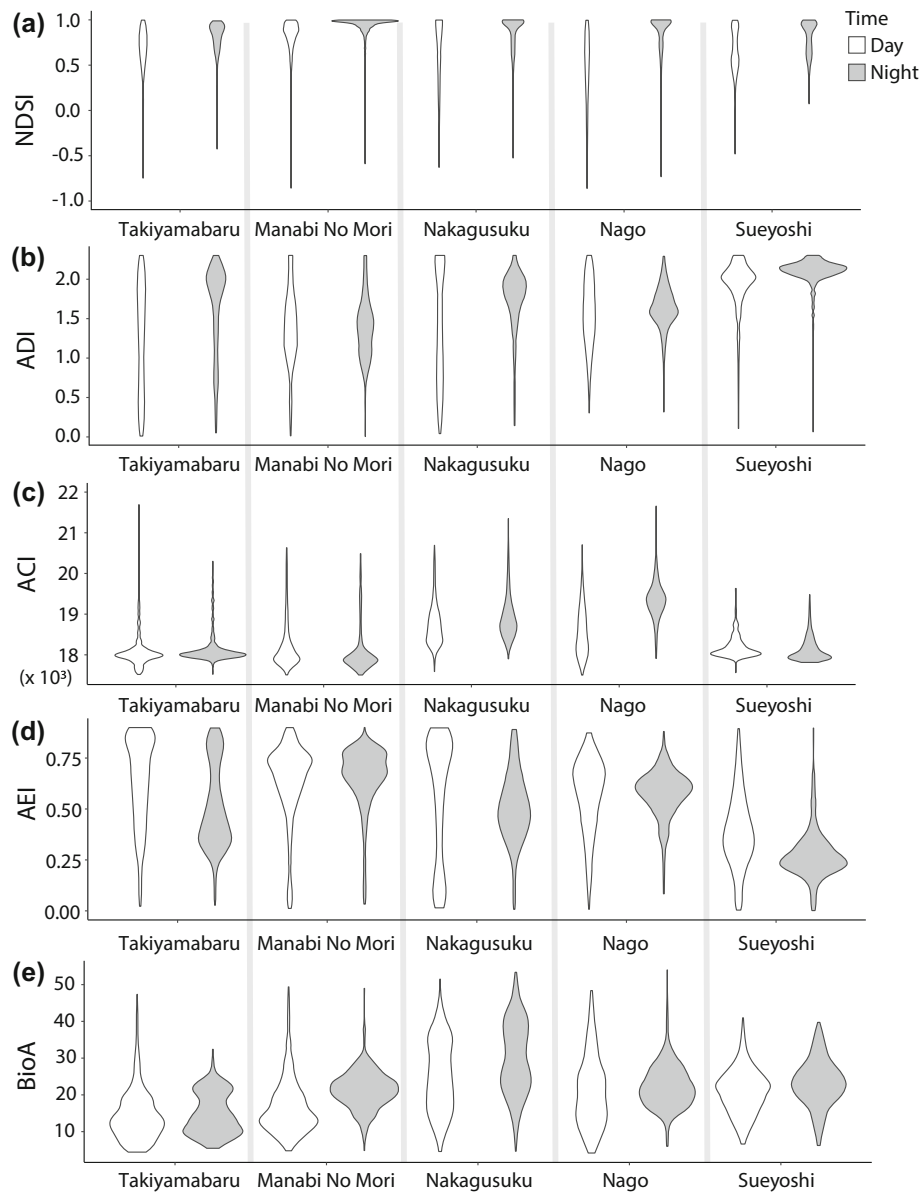 (a)
Time
Day
Night
NDSI
1.0
0.5
0.0
-0.5
-1.0
Takiyamabaru Manabi No Mori Nakagusuku Nago Sueyoshi
(b)
ADI
2.0
1.5
1.0
0.5
0.0
Takiyamabaru Manabi No Mori Nakagusuku Nago Sueyoshi
(c)
ACI
22
21
20
19
18
(x 10³)
Takiyamabaru Manabi No Mori Nakagusuku Nago Sueyoshi
(d)
AEI
0.75
0.50
0.25
0.00
Takiyamabaru Manabi No Mori Nakagusuku Nago Sueyoshi
(e)
BioA
50
40
30
20
10
Takiyamabaru Manabi No Mori Nakagusuku Nago Sueyoshi